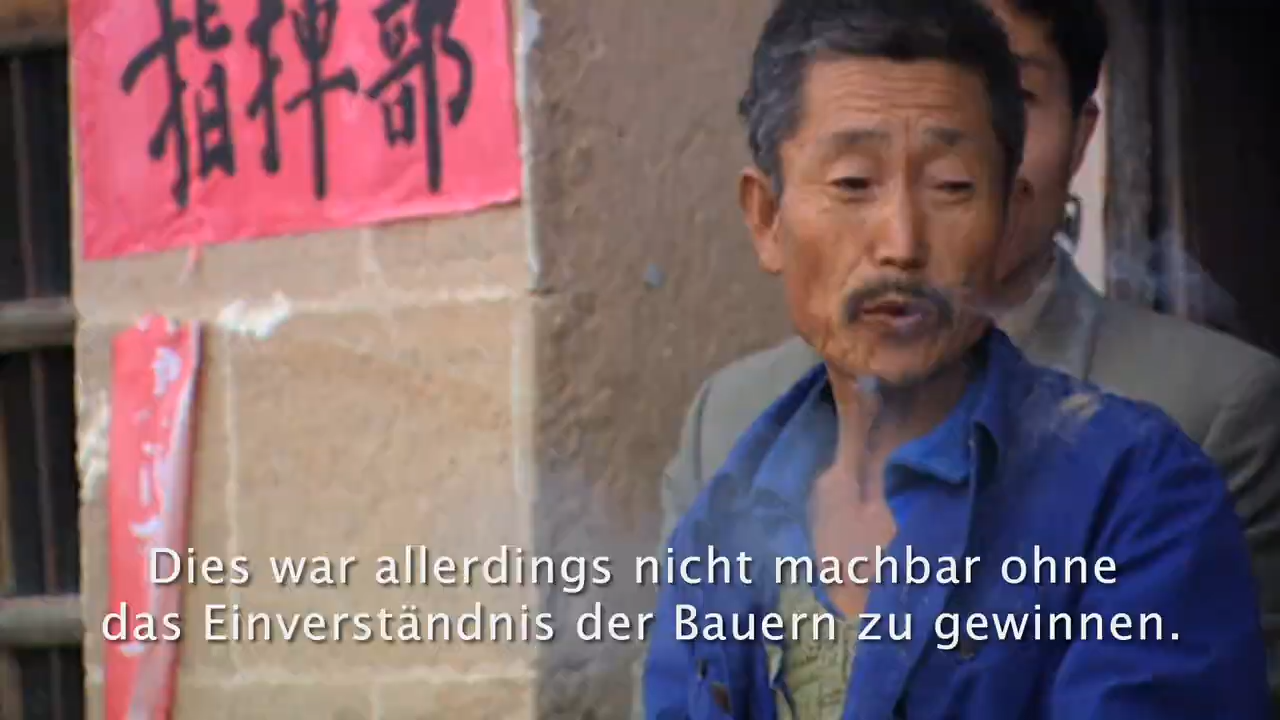 指挥部
Dies war allerdings nicht machbar ohne
das Einverständnis der Bauern zu gewinnen.